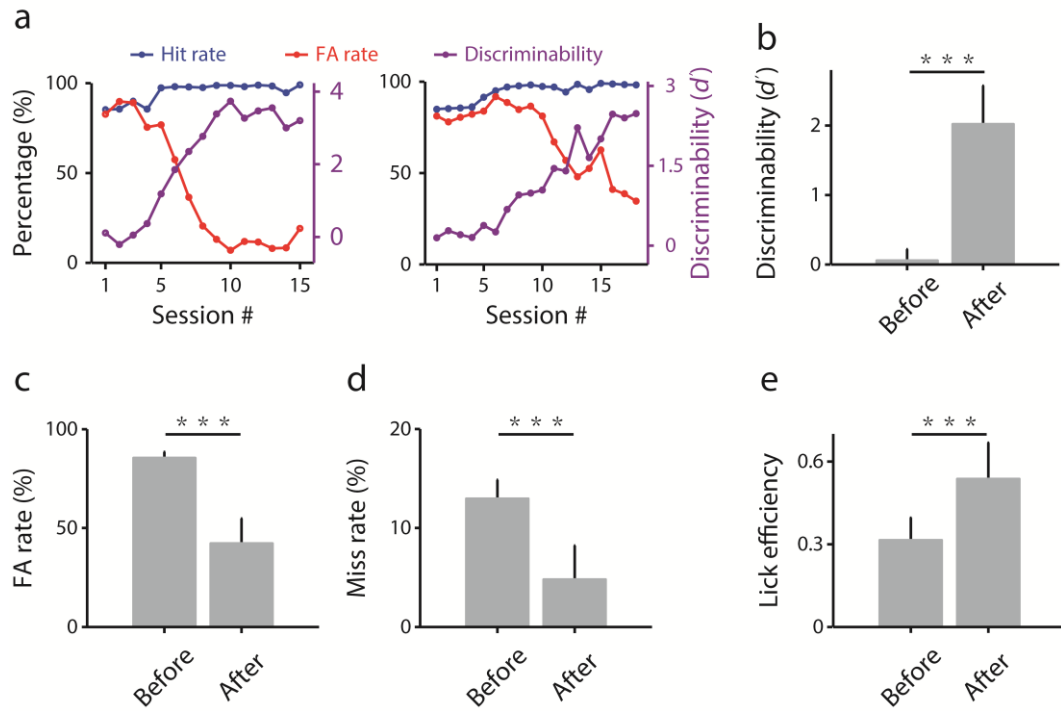 a
Hit rate
FA rate
Discriminability
100
50
0
Percentage (%)
4
2
0
1
5
10
15
Session #
100
50
0
3
1.5
0
Discriminability (d')
1
5
10
15
Session #
b
* * *
2
1
0
Discriminability (d')
Before
After
c
* * *
100
50
0
FA rate (%)
Before
After
d
* * *
20
10
0
Miss rate (%)
Before
After
e
* * *
0.6
0.3
0
Lick efficiency
Before
After